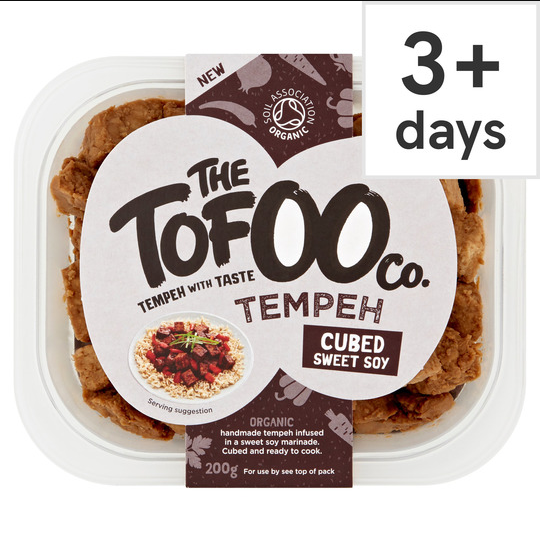 3+
days
NEW
SOIL ASSOCIATION
ORGANIC
THE
TOFOO CO.
TEMPEH WITH TASTE
TEMPEH
CUBED
SWEET SOY
Serving suggestion
ORGANIC
handmade tempeh infused
in a sweet soy marinade.
Cubed and ready to cook.
200g For use by see top of pack